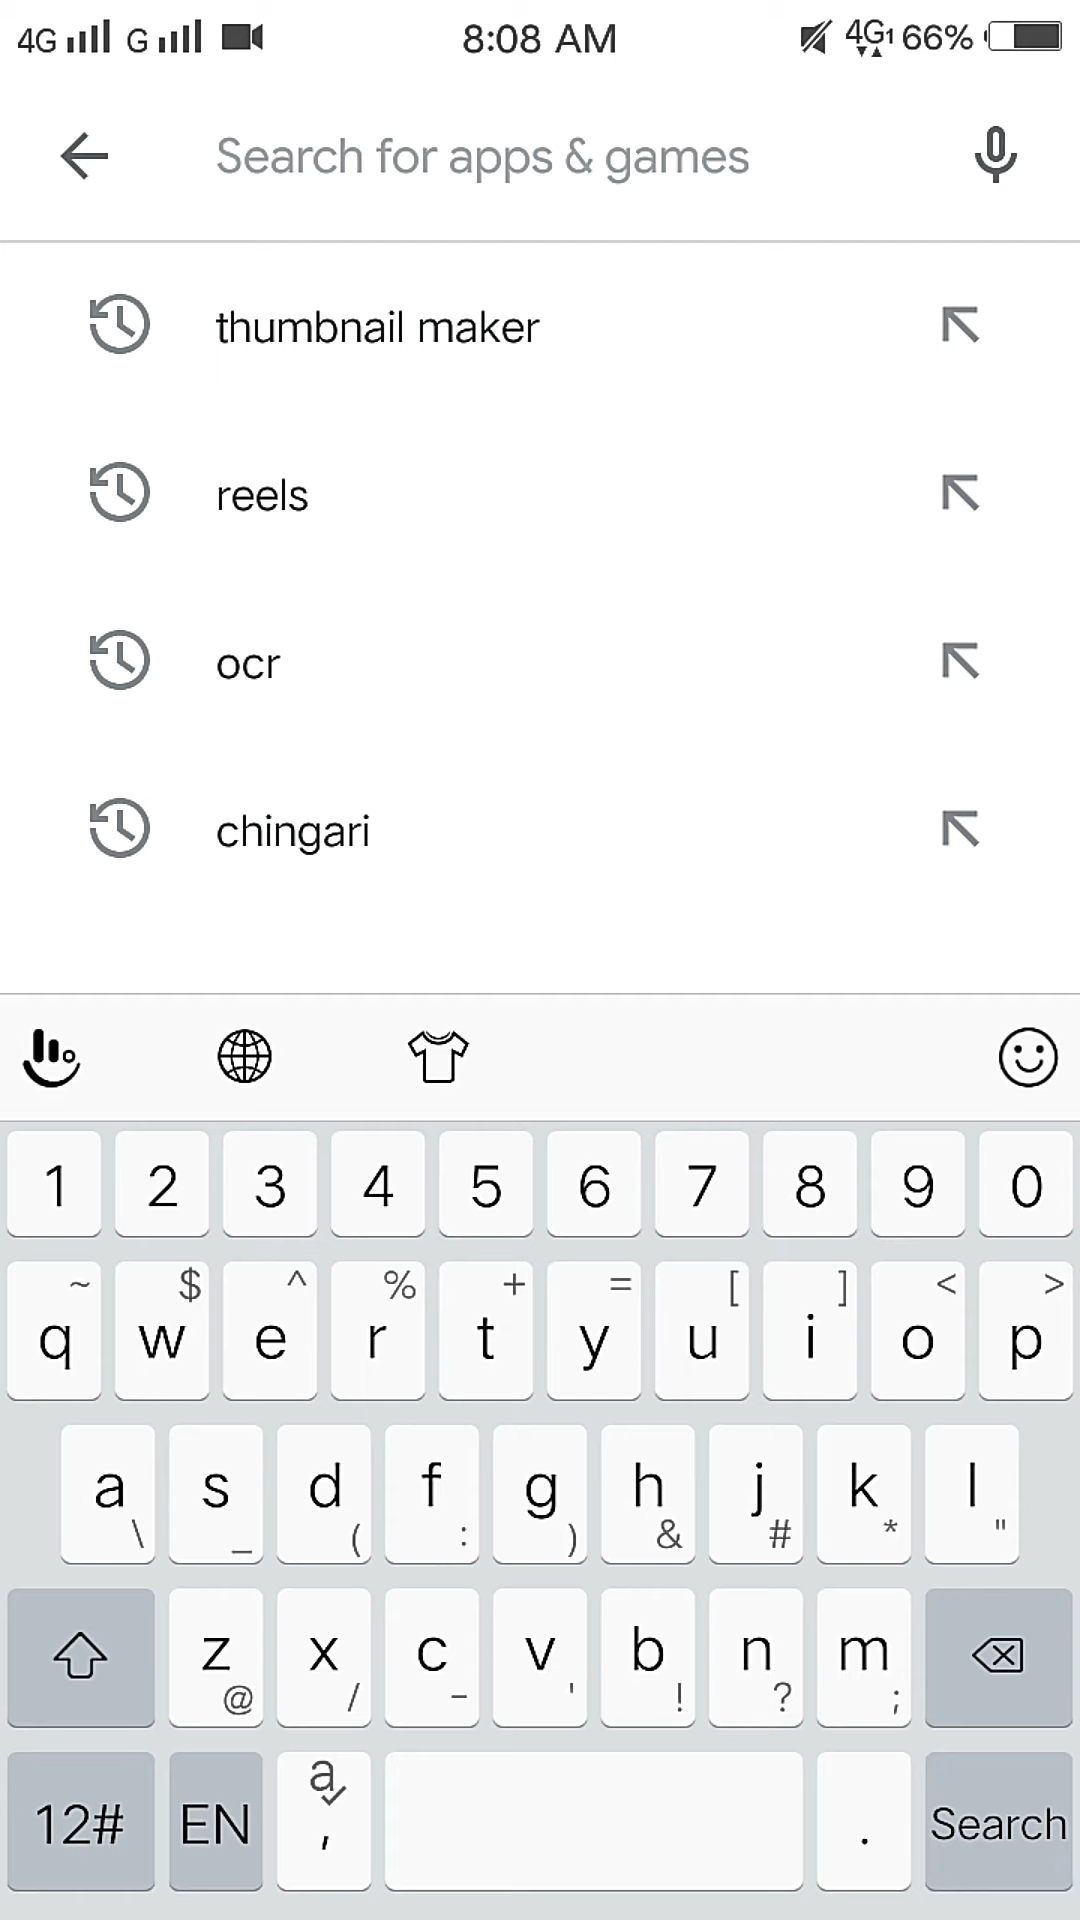 4G G 8:08 AM 4G1 66%
Search for apps & games
thumbnail maker
reels
ocr
chingari
1 2 3 4 5 6 7 8 9 0
~ $ ^ % + = [ ] < >
q w e r t y u i o p
a s d f g h j k l
\ _ ( : ) & # * "
z x c v b n m
@ / - ' ! ? ;
12# EN a , . Search